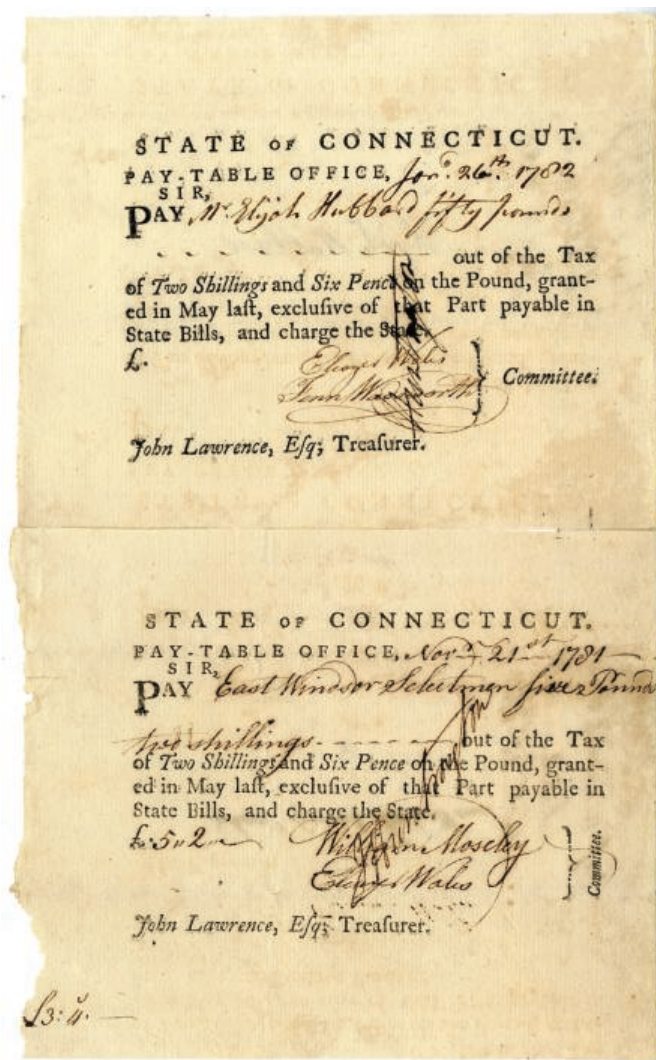 STATE OF CONNECTICUT.
PAY-TABLE OFFICE, Janʸ. 26ᵗʰ. 1782
SIR,
PAY, Mʳ. Elijah Hubbard fifty pounds
out of the Tax
of Two Shillings and Six Pence on the Pound, grant-
ed in May laſt, excluſive of that Part payable in
State Bills, and charge the State.
£.
Eleazʳ Wales
Fenn Wadsworth
Committee.
John Lawrence, Eſq; Treaſurer.
STATE OF CONNECTICUT.
PAY-TABLE OFFICE, Novʳ. 21ˢᵗ 1781
SIR,
PAY East Windsor Selectmen five Pounds
two shillings - - - - - out of the Tax
of Two Shillings and Six Pence on the Pound, grant-
ed in May laſt, excluſive of that Part payable in
State Bills, and charge the State.
£.5〃2〃
William Moseley
Eleazʳ Wales
Committee.
John Lawrence, Eſq; Treaſurer.